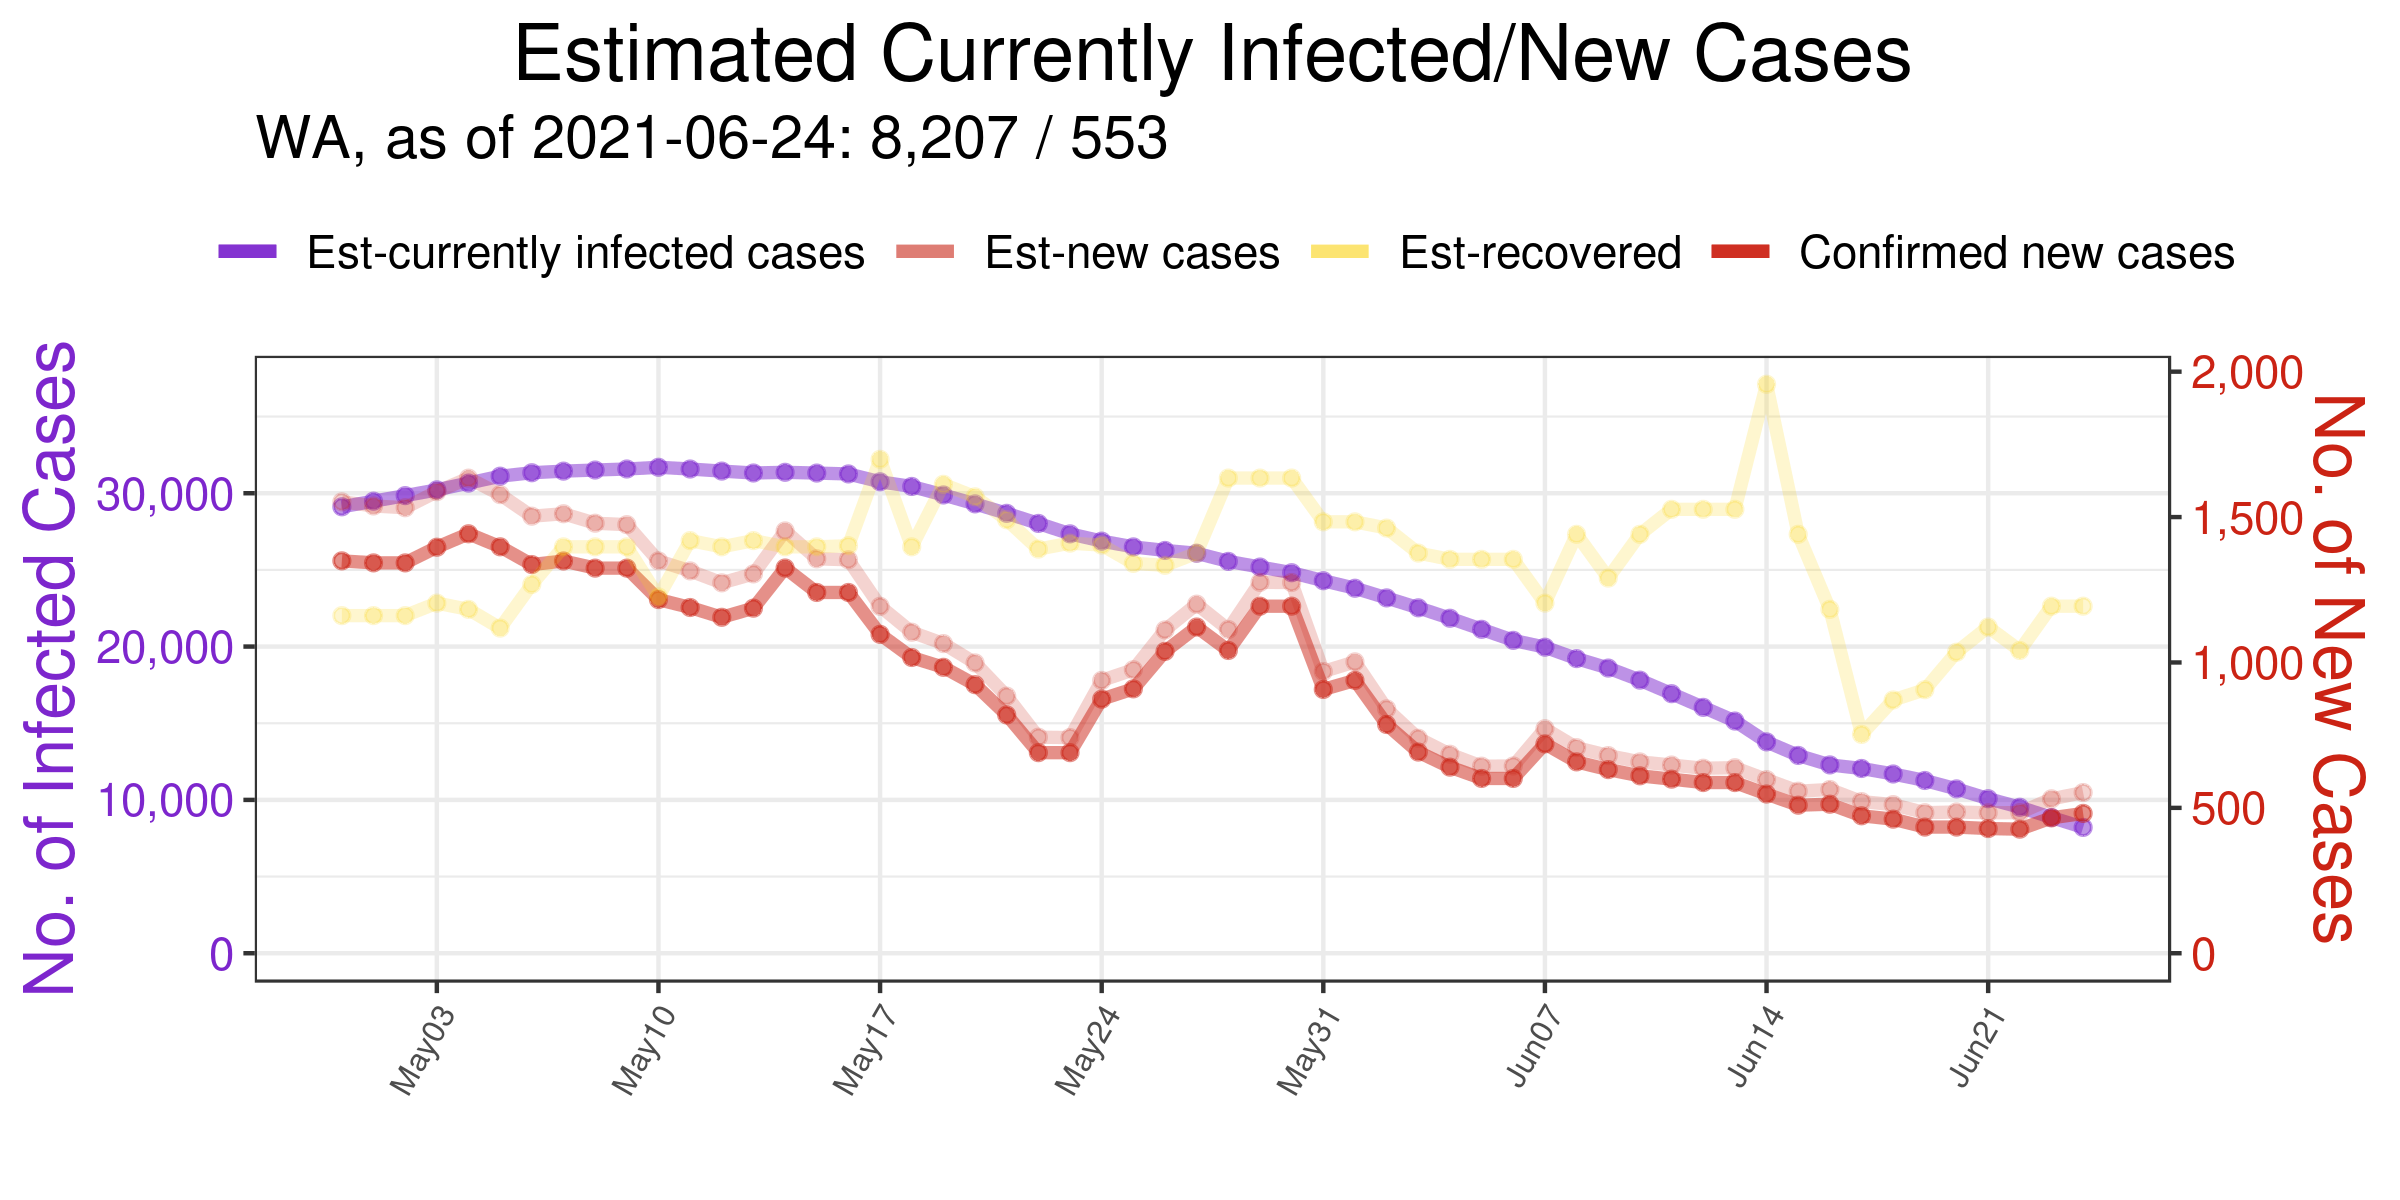 Estimated Currently Infected/New Cases
WA, as of 2021-06-24: 8,207 / 553
Est-currently infected cases Est-new cases Est-recovered Confirmed new cases
No. of Infected Cases
30,000
20,000
10,000
0
2,000
1,500
1,000
500
0
No. of New Cases
May03 May10 May17 May24 May31 Jun07 Jun14 Jun21